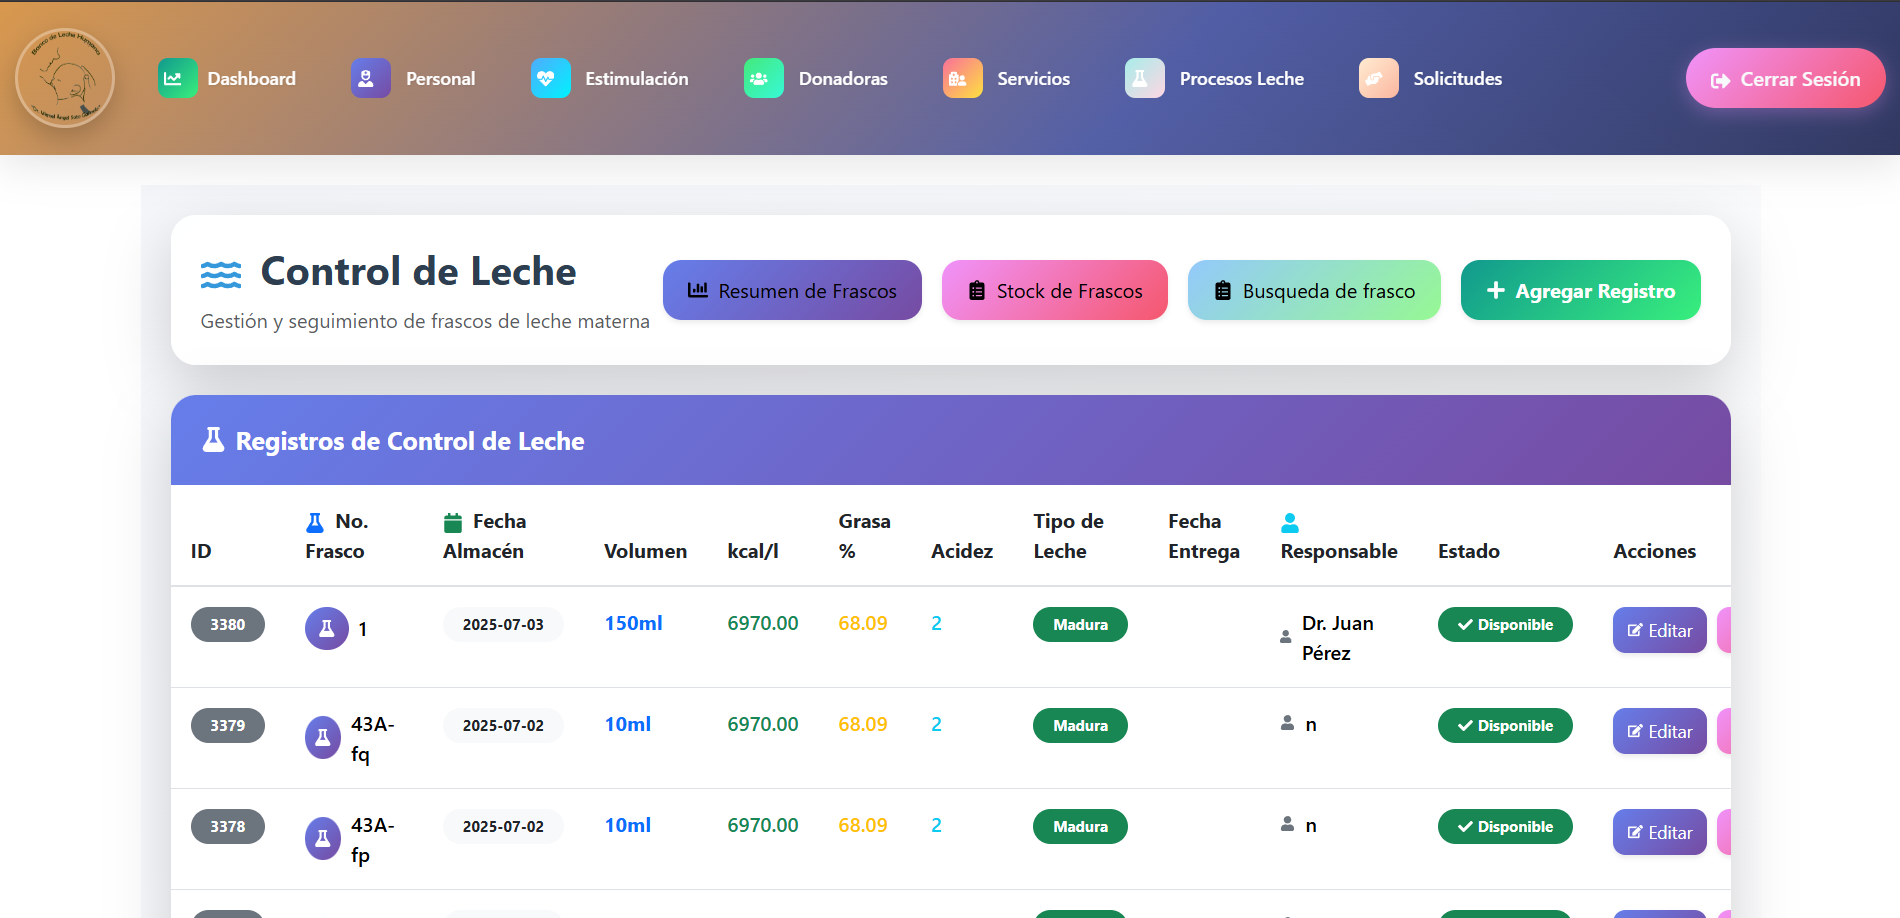 Banco de Leche Humana
Dashboard
Personal
Estimulación
Donadoras
Servicios
Procesos Leche
Solicitudes
Cerrar Sesión
Control de Leche
Gestión y seguimiento de frascos de leche materna
Resumen de Frascos
Stock de Frascos
Busqueda de frasco
Agregar Registro
Registros de Control de Leche
ID
No. Frasco
Fecha Almacén
Volumen
kcal/l
Grasa %
Acidez
Tipo de Leche
Fecha Entrega
Responsable
Estado
Acciones
3380 1 2025-07-03 150ml 6970.00 68.09 2 Madura Dr. Juan Pérez Disponible Editar
3379 43A-fq 2025-07-02 10ml 6970.00 68.09 2 Madura n Disponible Editar
3378 43A-fp 2025-07-02 10ml 6970.00 68.09 2 Madura n Disponible Editar